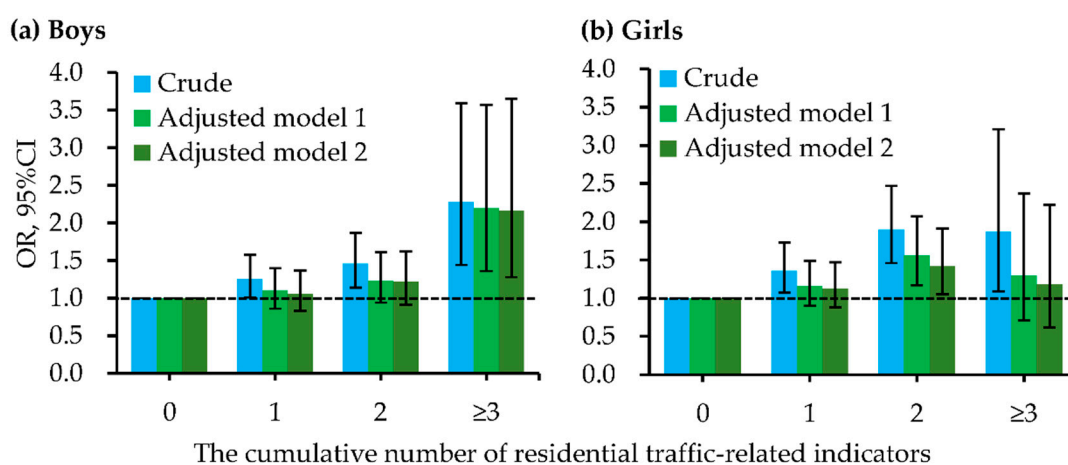 (a) Boys
4.0
3.5
3.0
2.5
2.0
1.5
1.0
0.5
0.0
OR, 95%CI
Crude
Adjusted model 1
Adjusted model 2
0
1
2
≥3
(b) Girls
4.0
3.5
3.0
2.5
2.0
1.5
1.0
0.5
0.0
Crude
Adjusted model 1
Adjusted model 2
0
1
2
≥3
The cumulative number of residential traffic-related indicators